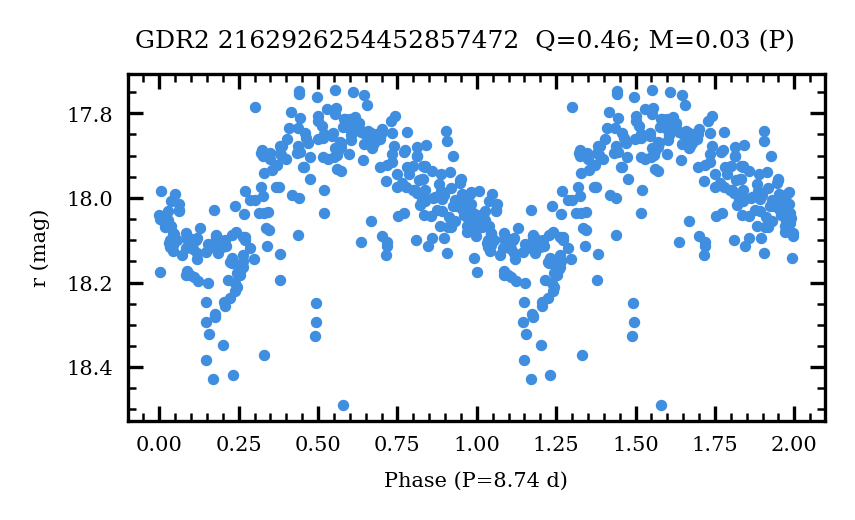 GDR2 2162926254452857472  Q=0.46; M=0.03 (P)
r (mag)
17.8
18.0
18.2
18.4
0.00 0.25 0.50 0.75 1.00 1.25 1.50 1.75 2.00
Phase (P=8.74 d)